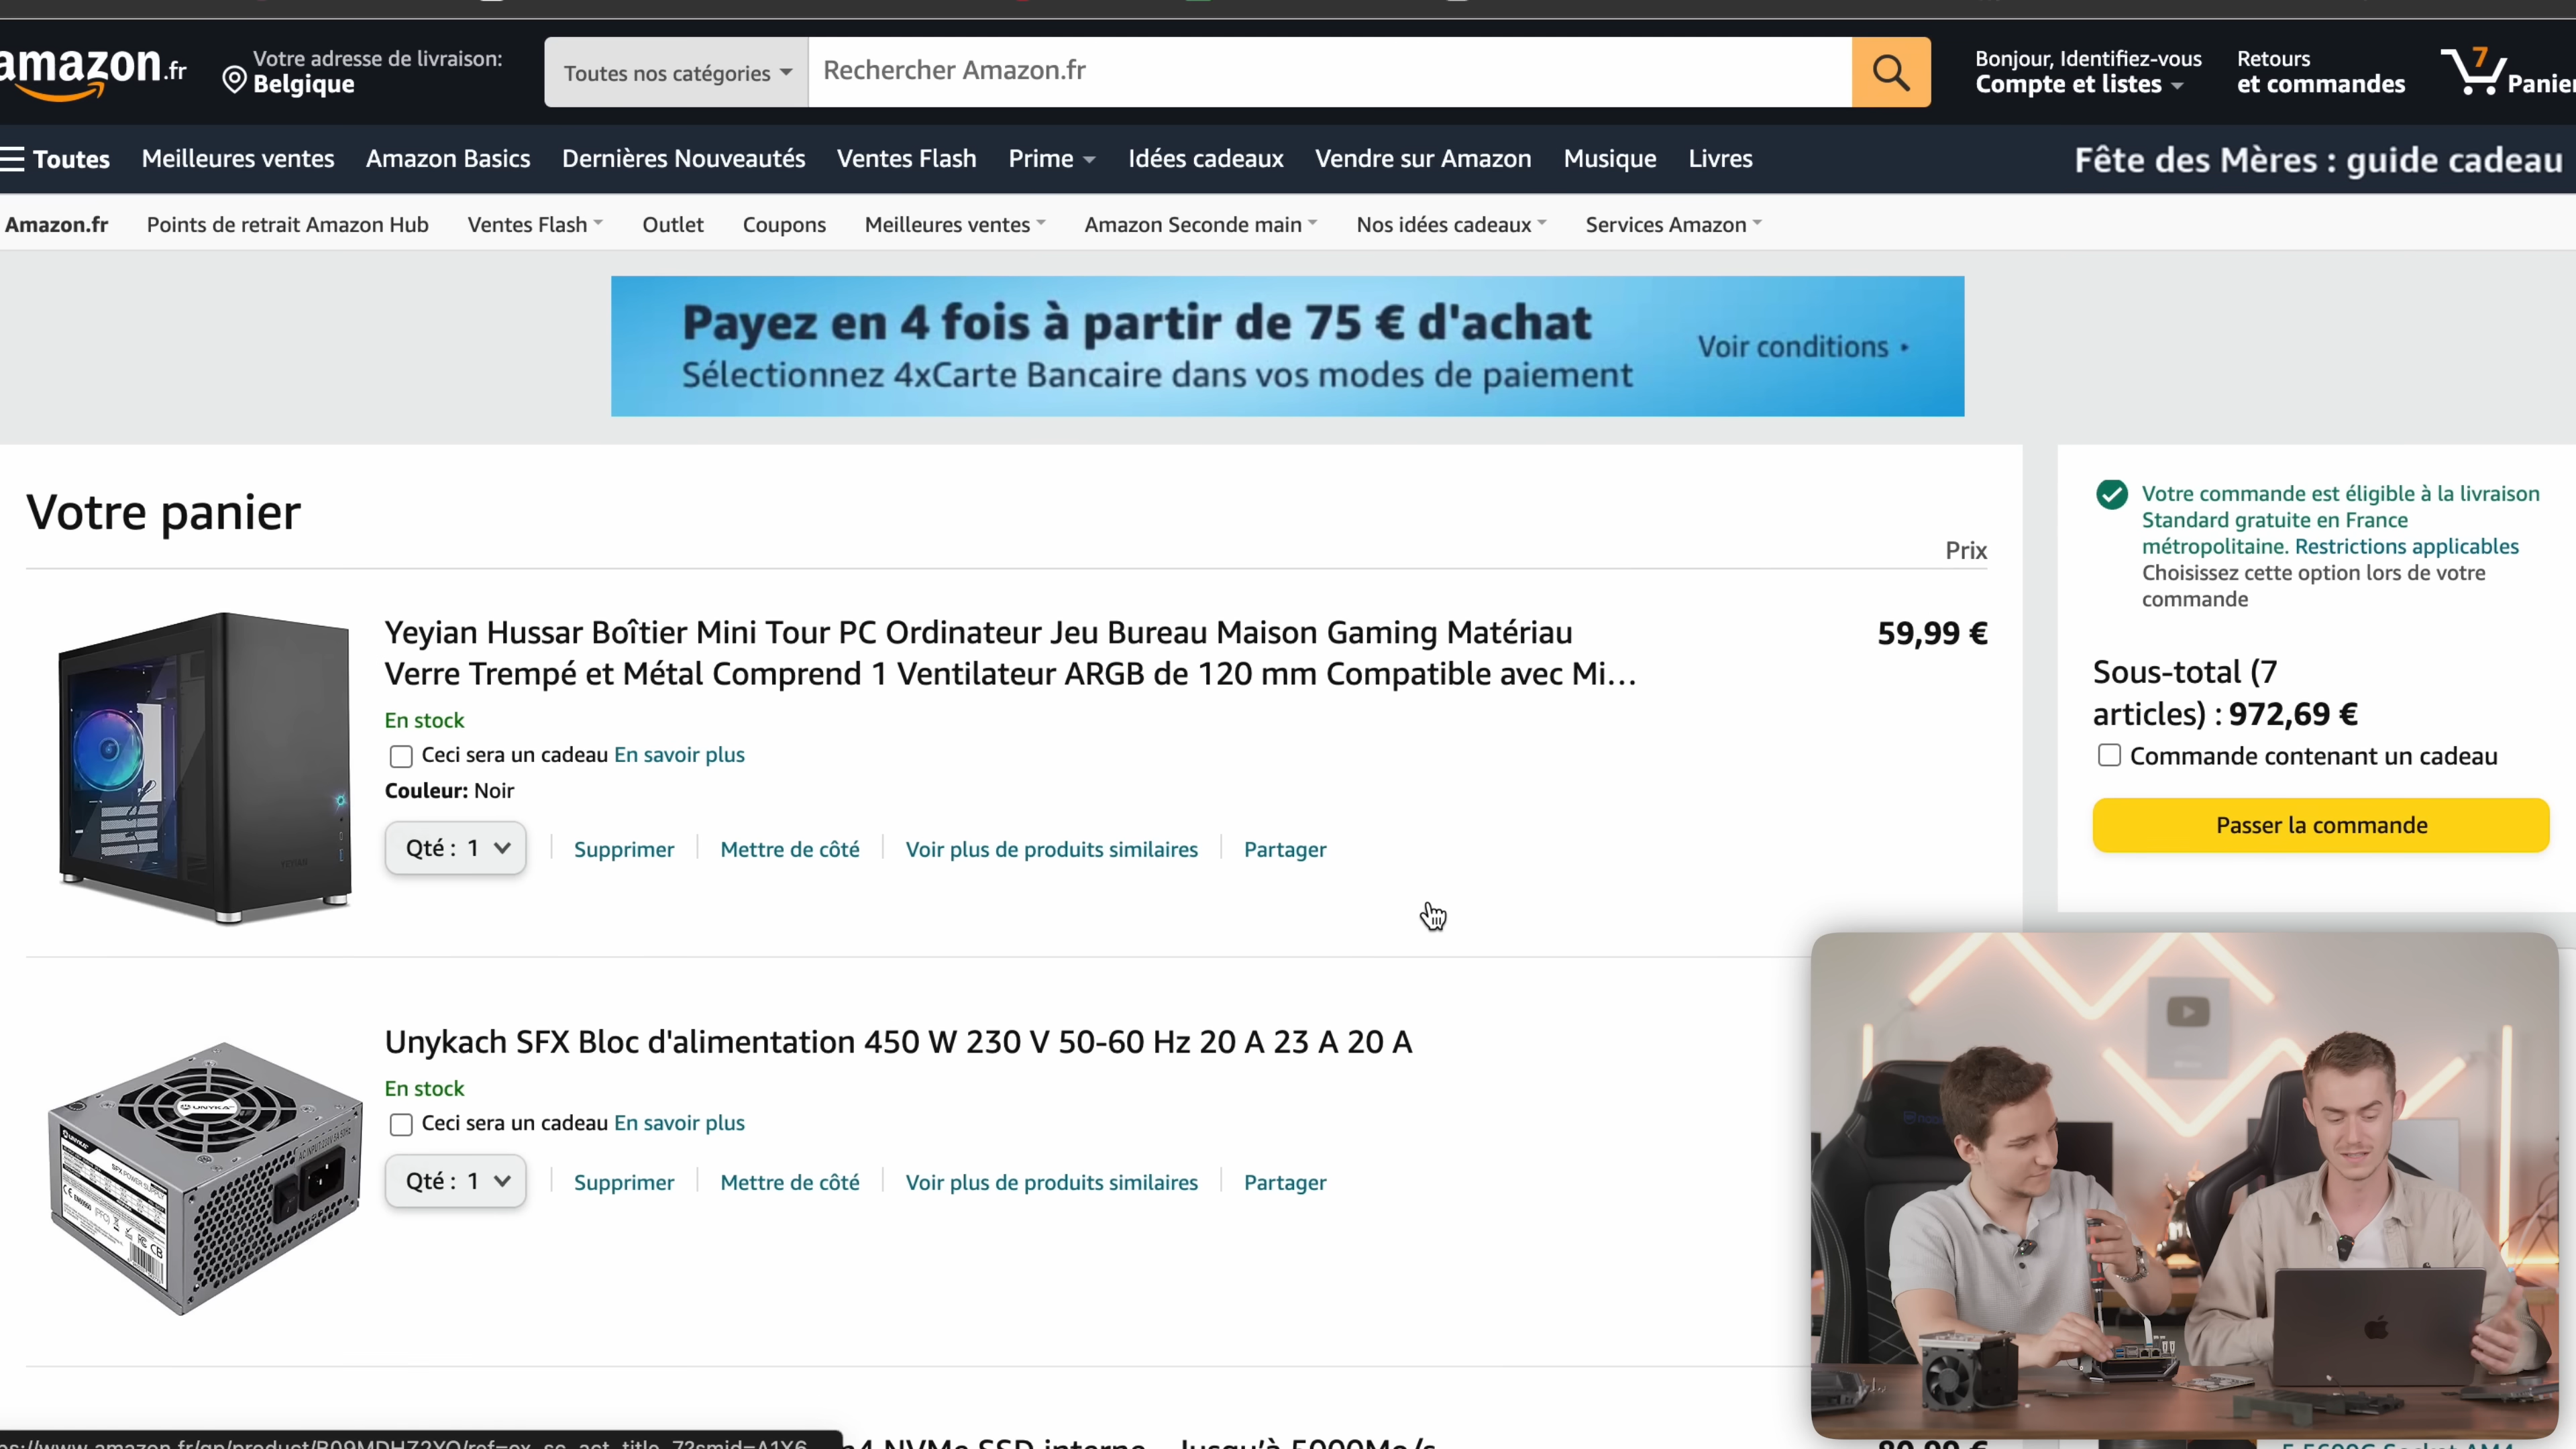 amazon.fr
Votre adresse de livraison:
Belgique
Toutes nos catégories
Rechercher Amazon.fr
Bonjour, Identifiez-vous
Compte et listes
Retours
et commandes
7
Toutes
Meilleures ventes
Amazon Basics
Dernières Nouveautés
Ventes Flash
Prime
Idées cadeaux
Vendre sur Amazon
Musique
Livres
Fête des Mères : guide cadeau
Amazon.fr
Points de retrait Amazon Hub
Ventes Flash
Outlet
Coupons
Meilleures ventes
Amazon Seconde main
Nos idées cadeaux
Services Amazon
Payez en 4 fois à partir de 75 € d'achat
Sélectionnez 4xCarte Bancaire dans vos modes de paiement
Voir conditions
Votre panier
Prix
Yeyian Hussar Boîtier Mini Tour PC Ordinateur Jeu Bureau Maison Gaming Matériau
Verre Trempé et Métal Comprend 1 Ventilateur ARGB de 120 mm Compatible avec Mi...
59,99 €
En stock
Ceci sera un cadeau En savoir plus
Couleur: Noir
Qté : 1
Supprimer
Mettre de côté
Voir plus de produits similaires
Partager
Unykach SFX Bloc d'alimentation 450 W 230 V 50-60 Hz 20 A 23 A 20 A
En stock
Ceci sera un cadeau En savoir plus
Qté : 1
Supprimer
Mettre de côté
Voir plus de produits similaires
Partager
Votre commande est éligible à la livraison
Standard gratuite en France
métropolitaine. Restrictions applicables
Choisissez cette option lors de votre
commande
Sous-total (7
articles) : 972,69 €
Commande contenant un cadeau
Passer la commande
NVMe SSD interne